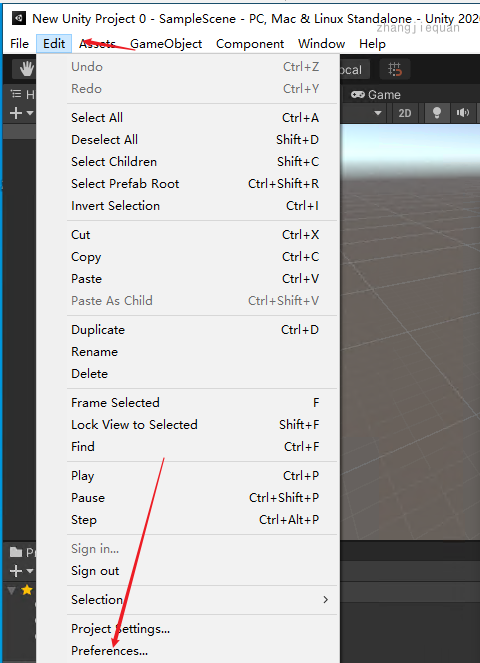 New Unity Project 0 - SampleScene - PC, Mac & Linux Standalone - Unity 2020
zhangjiequan
File Edit Assets GameObject Component Window Help
Undo Ctrl+Z
Redo Ctrl+Y
Select All Ctrl+A
Deselect All Shift+D
Select Children Shift+C
Select Prefab Root Ctrl+Shift+R
Invert Selection Ctrl+I
Cut Ctrl+X
Copy Ctrl+C
Paste Ctrl+V
Paste As Child Ctrl+Shift+V
Duplicate Ctrl+D
Rename
Delete
Frame Selected F
Lock View to Selected Shift+F
Find Ctrl+F
Play Ctrl+P
Pause Ctrl+Shift+P
Step Ctrl+Alt+P
Sign in...
Sign out
Selection
Project Settings...
Preferences...
H
ocal
Game
2D
Pr